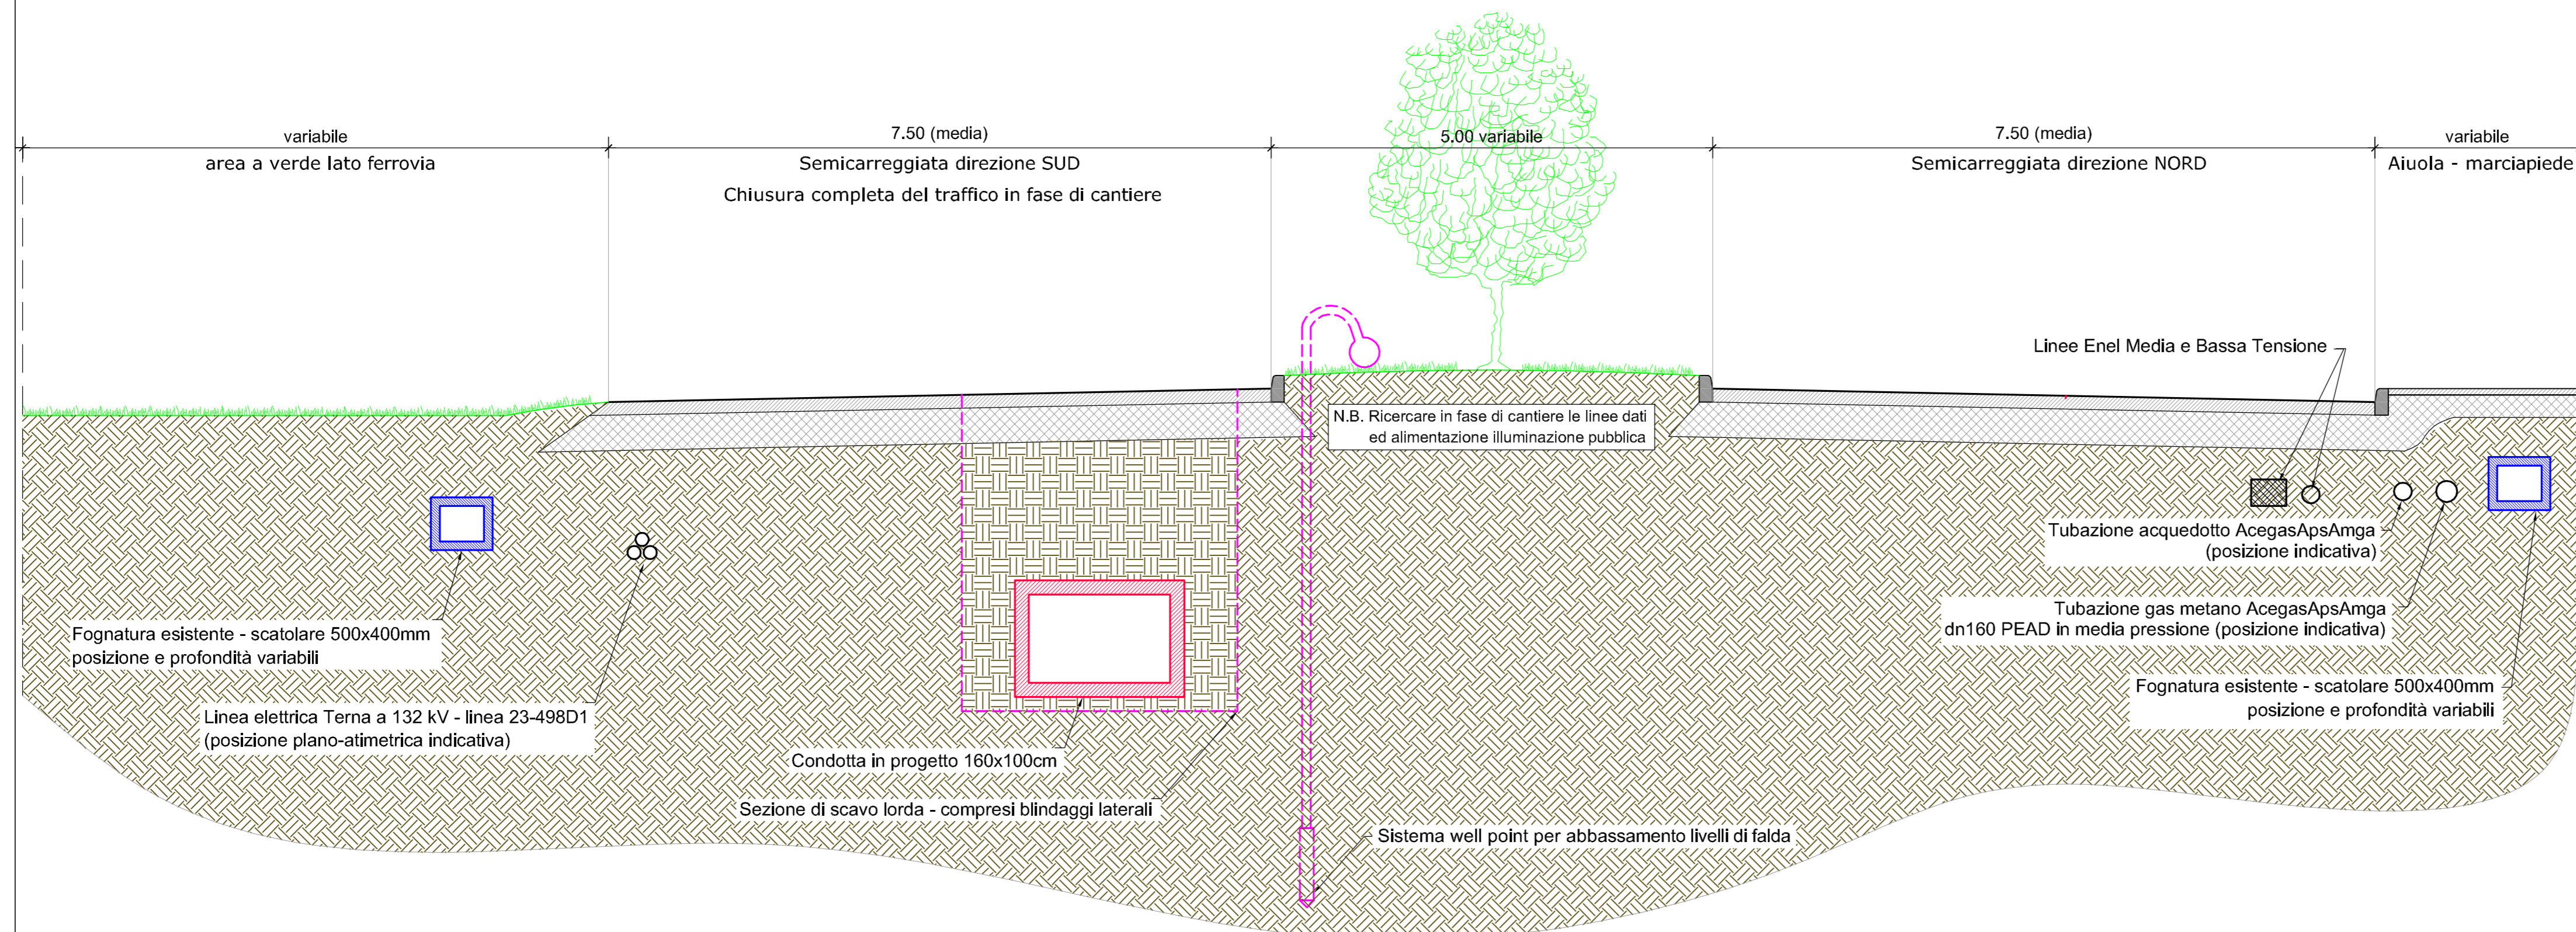 variabile
7.50 (media)
5.00 variabile
7.50 (media)
variabile
area a verde lato ferrovia
Semicarreggiata direzione SUD
Semicarreggiata direzione NORD
Aiuola - marciapiede
Chiusura completa del traffico in fase di cantiere
Linee Enel Media e Bassa Tensione
N.B. Ricercare in fase di cantiere le linee dati
ed alimentazione illuminazione pubblica
Tubazione acquedotto AcegasApsAmga
(posizione indicativa)
Tubazione gas metano AcegasApsAmga
dn160 PEAD in media pressione (posizione indicativa)
Fognatura esistente - scatolare 500x400mm
posizione e profondità variabili
Fognatura esistente - scatolare 500x400mm
posizione e profondità variabili
Linea elettrica Terna a 132 kV - linea 23-498D1
(posizione plano-atimetrica indicativa)
Condotta in progetto 160x100cm
Sezione di scavo lorda - compresi blindaggi laterali
Sistema well point per abbassamento livelli di falda